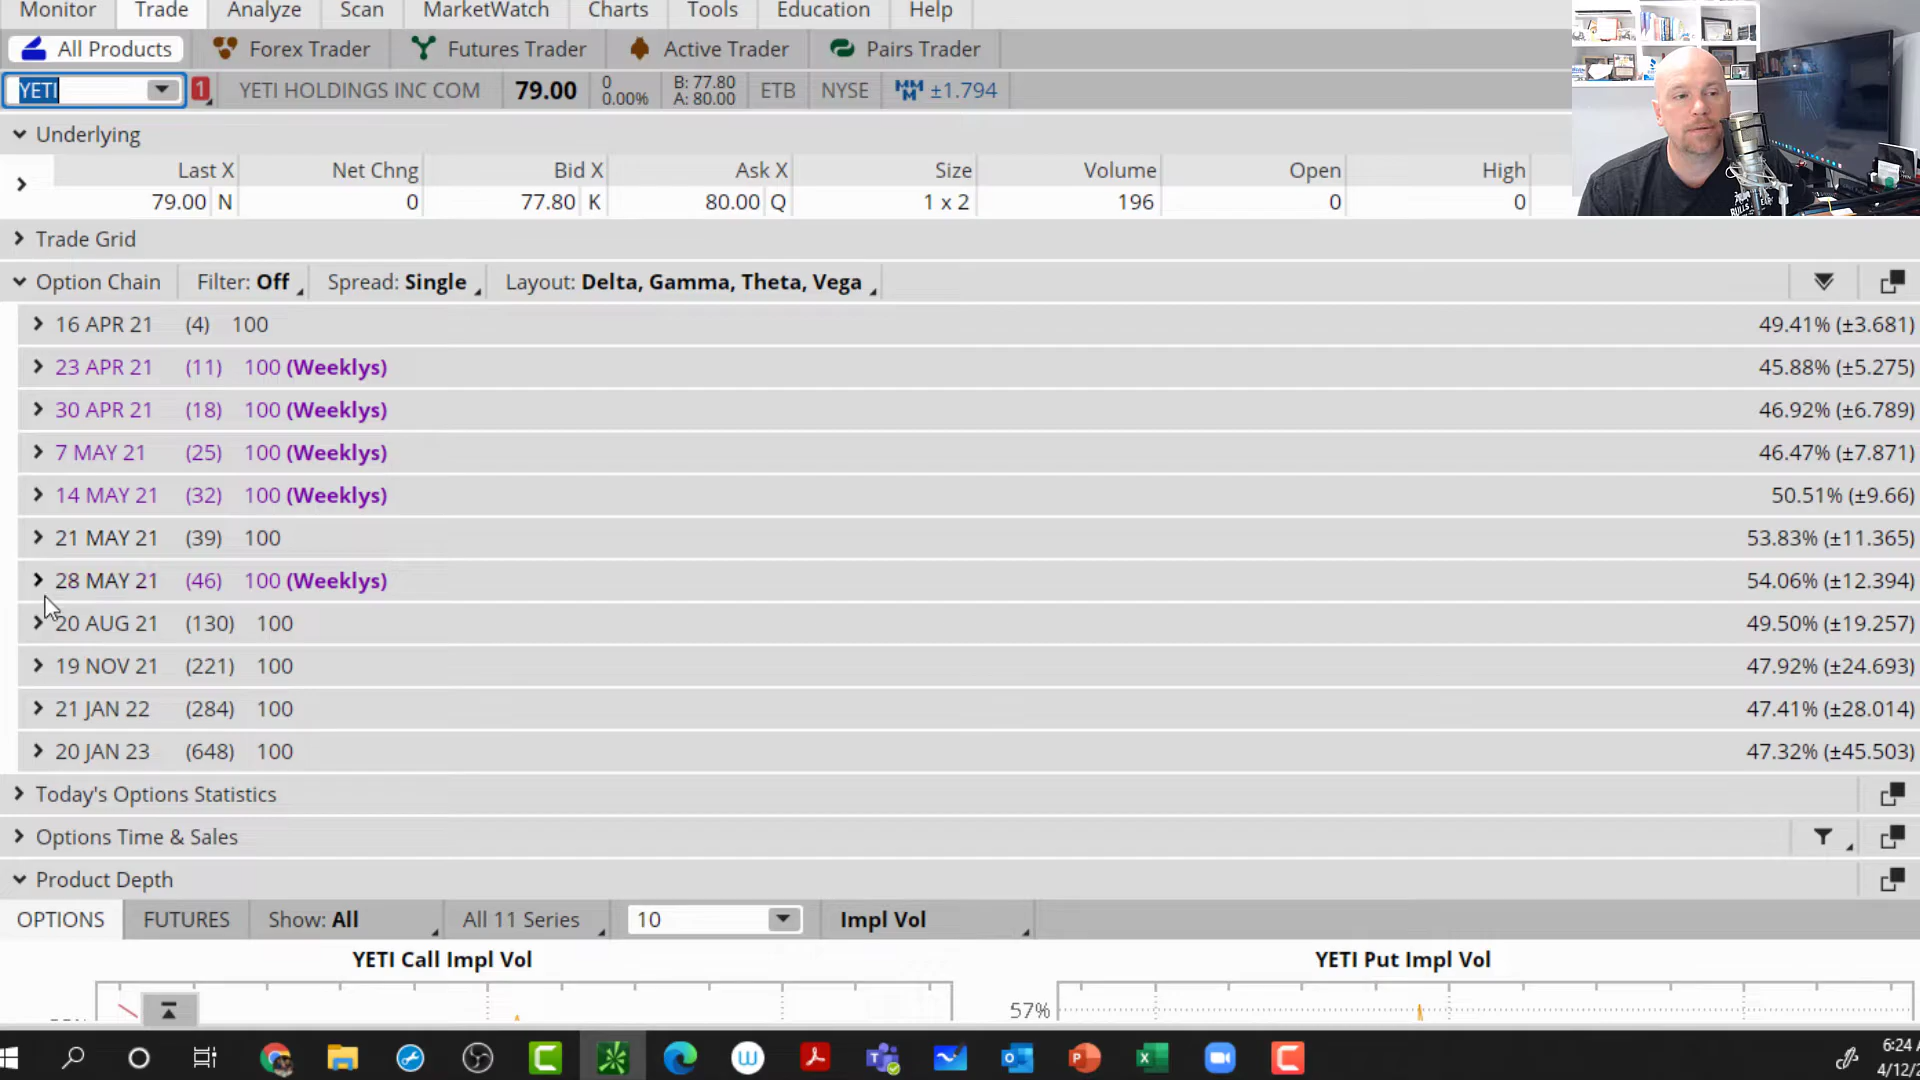 Monitor Trade Analyze Scan MarketWatch Charts Tools Education Help
All Products Forex Trader Futures Trader Active Trader Pairs Trader
YETI 1 YETI HOLDINGS INC COM 79.00 0 0.00% B: 77.80 A: 80.00 ETB NYSE ±1.794
Underlying
Last X Net Chng Bid X Ask X Size Volume Open High
79.00 N 0 77.80 K 80.00 Q 1 x 2 196 0 0
Trade Grid
Option Chain Filter: Off Spread: Single Layout: Delta, Gamma, Theta, Vega
16 APR 21 (4) 100 49.41% (±3.681)
23 APR 21 (11) 100 (Weeklys) 45.88% (±5.275)
30 APR 21 (18) 100 (Weeklys) 46.92% (±6.789)
7 MAY 21 (25) 100 (Weeklys) 46.47% (±7.871)
14 MAY 21 (32) 100 (Weeklys) 50.51% (±9.66)
21 MAY 21 (39) 100 53.83% (±11.365)
28 MAY 21 (46) 100 (Weeklys) 54.06% (±12.394)
20 AUG 21 (130) 100 49.50% (±19.257)
19 NOV 21 (221) 100 47.92% (±24.693)
21 JAN 22 (284) 100 47.41% (±28.014)
20 JAN 23 (648) 100 47.32% (±45.503)
Today's Options Statistics
Options Time & Sales
Product Depth
OPTIONS FUTURES Show: All All 11 Series 10 Impl Vol
YETI Call Impl Vol YETI Put Impl Vol
57%
6:24 A
4/12/2